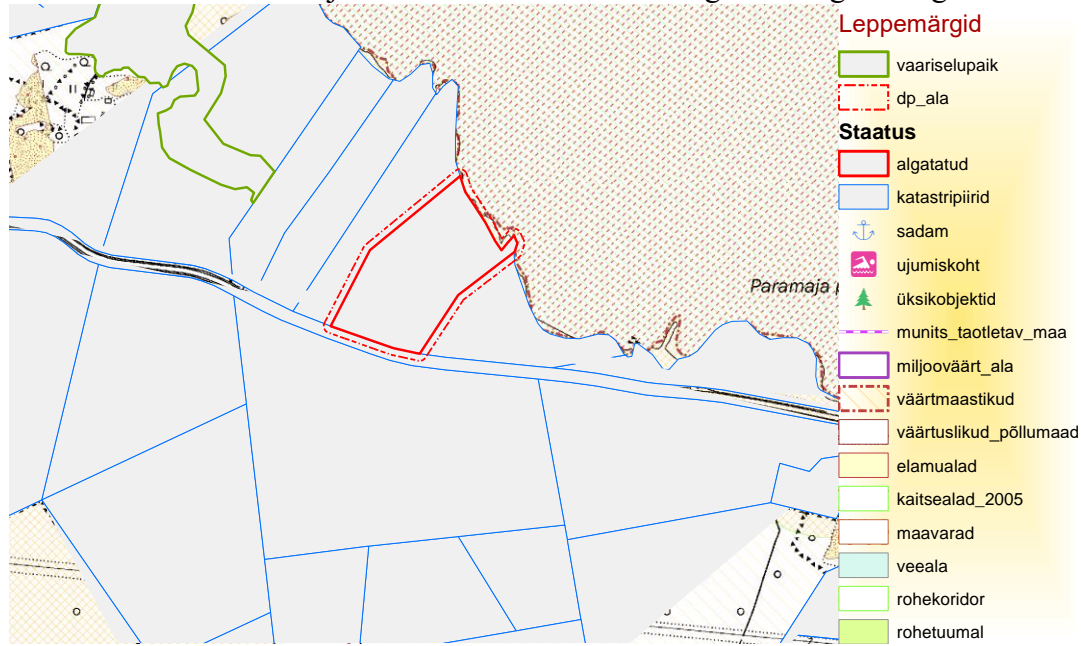 Leppemärgid
vaariselupaik
dp_ala
Staatus
algatatud
katastripiirid
sadam
ujumiskoht
üksikobjektid
munits_taotletav_maa
miljooväärt_ala
väärtmaastikud
väärtuslikud_põllumaad
elamualad
kaitsealad_2005
maavarad
veeala
rohekoridor
rohetuumal
Paramaja